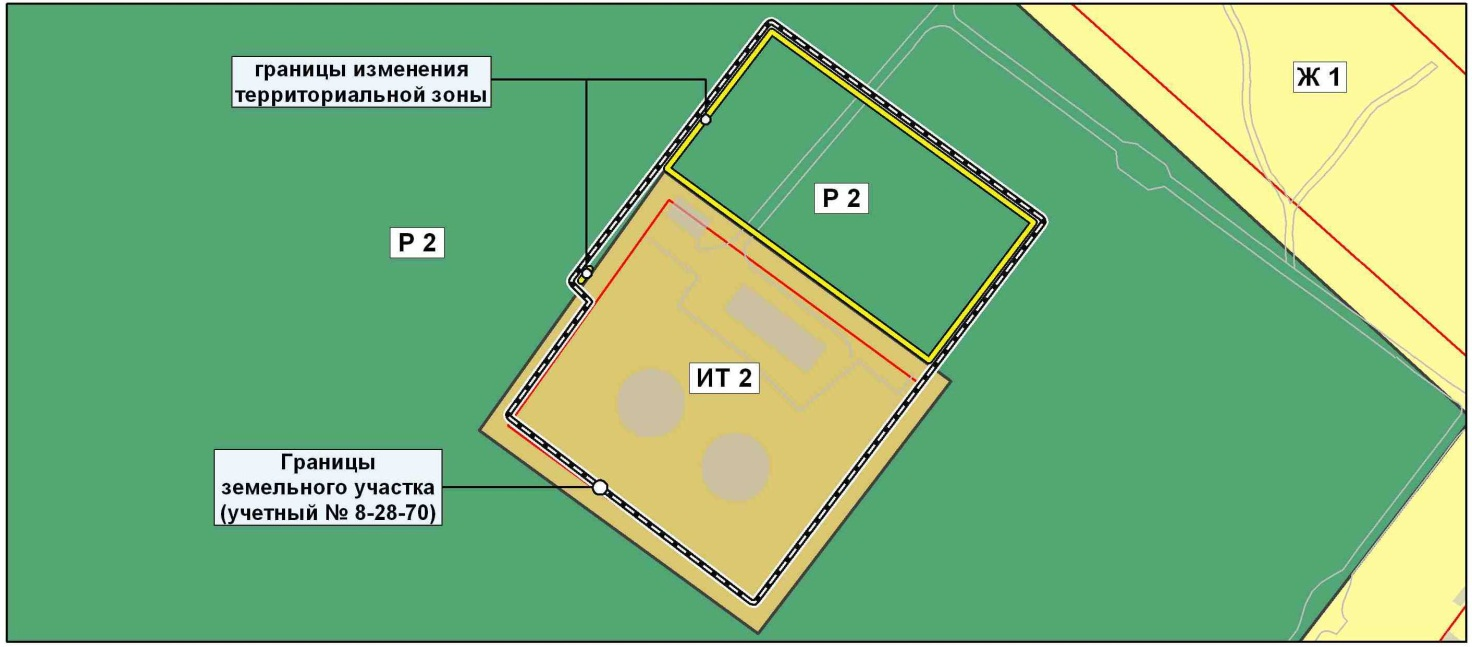 границы изменения
территориальной зоны
Ж 1
Р 2
Р 2
ИТ 2
Границы
земельного участка
(учетный № 8-28-70)